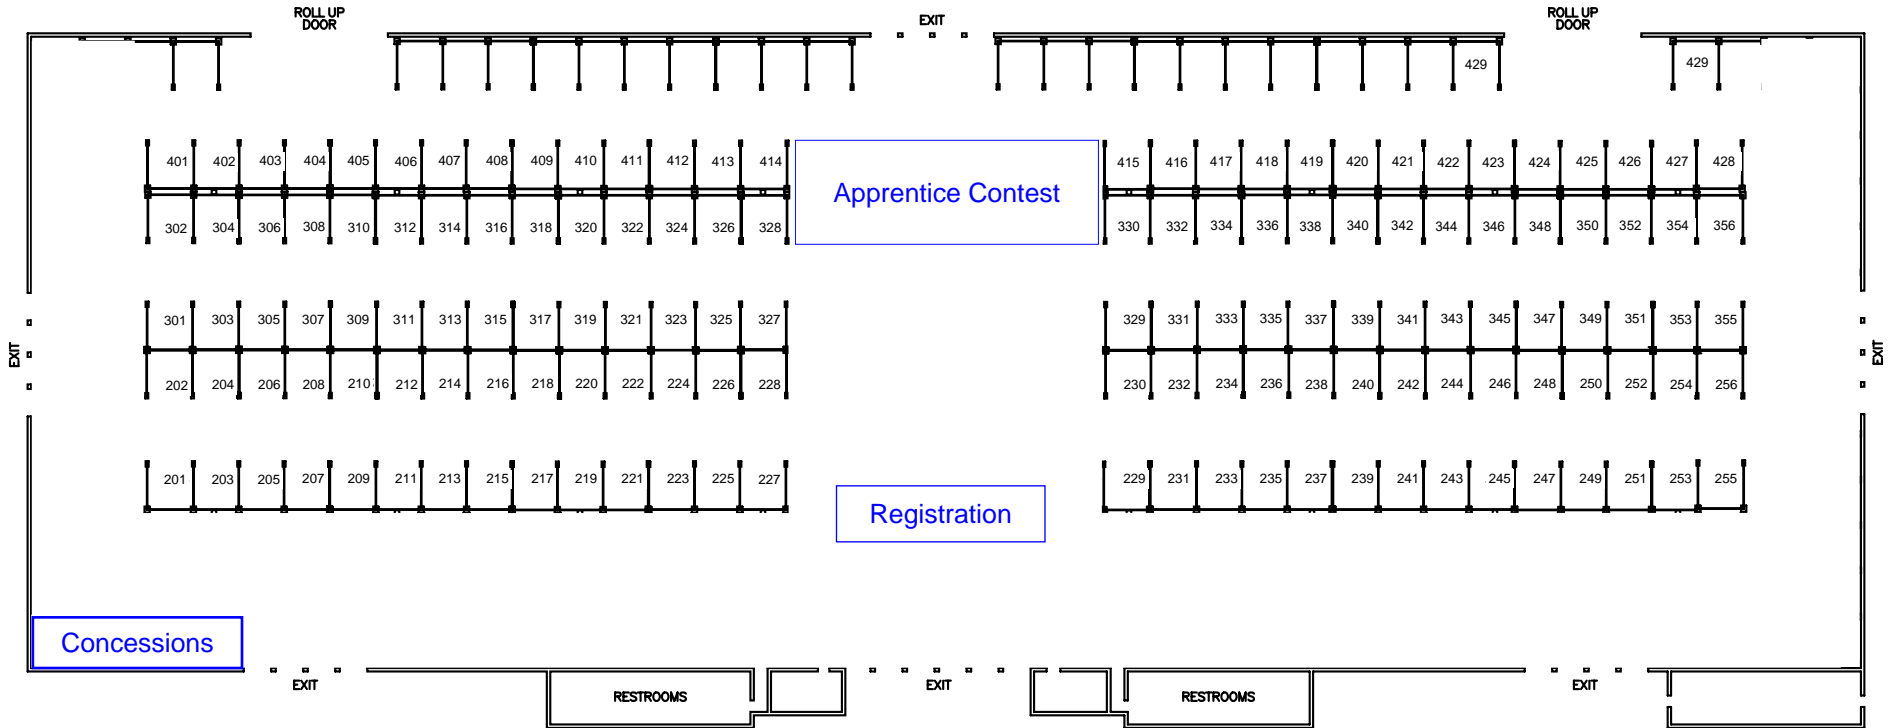 ROLL UP
DOOR
EXIT
ROLL UP
DOOR
429
429
401 402 403 404 405 406 407 408 409 410 411 412 413 414
Apprentice Contest
415 416 417 418 419 420 421 422 423 424 425 426 427 428
302 304 306 308 310 312 314 316 318 320 322 324 326 328
330 332 334 336 338 340 342 344 346 348 350 352 354 356
301 303 305 307 309 311 313 315 317 319 321 323 325 327
329 331 333 335 337 339 341 343 345 347 349 351 353 355
EXIT
EXIT
202 204 206 208 210 212 214 216 218 220 222 224 226 228
230 232 234 236 238 240 242 244 246 248 250 252 254 256
201 203 205 207 209 211 213 215 217 219 221 223 225 227
229 231 233 235 237 239 241 243 245 247 249 251 253 255
Registration
Concessions
EXIT
RESTROOMS
EXIT
RESTROOMS
EXIT